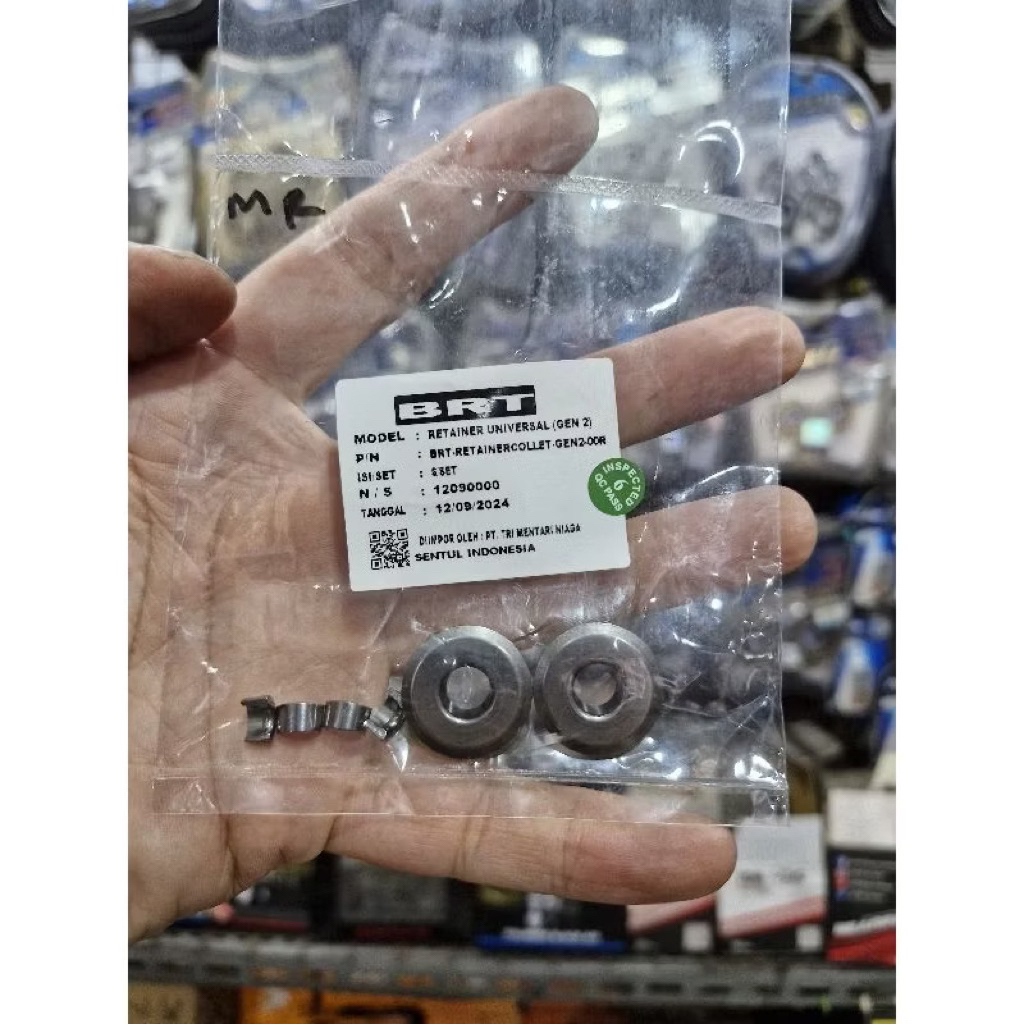 MR
BRT
MODEL : RETAINER UNIVERSAL (GEN 2)
P/N : BRT-RETAINERCOLLET-GEN2-00R
ISI/SET : SET
N / S : 12090000
TANGGAL : 12/09/2024
DIIMPOR OLEH : PT. TRI MENTARI NIAGA
SENTUL INDONESIA
INSPECTED
6
QC PASS